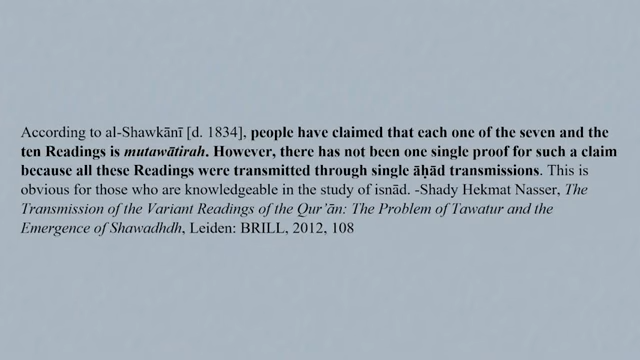 According to al-Shawkānī [d. 1834], people have claimed that each one of the seven and the
ten Readings is mutawātirah. However, there has not been one single proof for such a claim
because all these Readings were transmitted through single āḥād transmissions. This is
obvious for those who are knowledgeable in the study of isnād. -Shady Hekmat Nasser, The
Transmission of the Variant Readings of the Qur’ān: The Problem of Tawatur and the
Emergence of Shawadhdh, Leiden: BRILL, 2012, 108